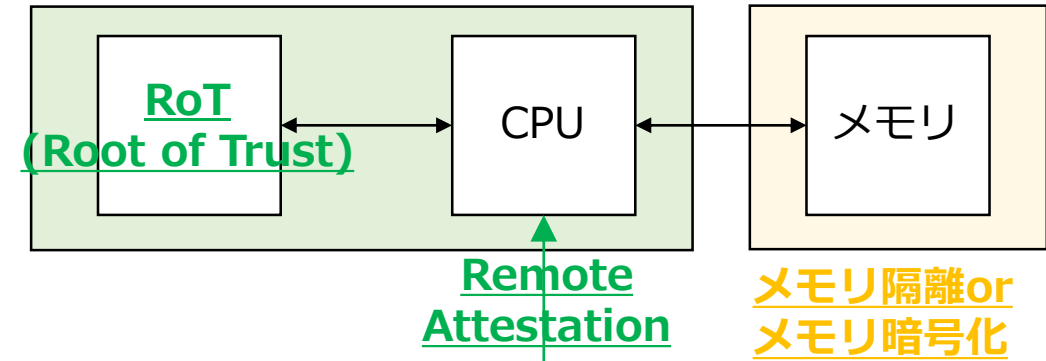 RoT
(Root of Trust)
CPU
メモリ
Remote
Attestation
メモリ隔離or
メモリ暗号化